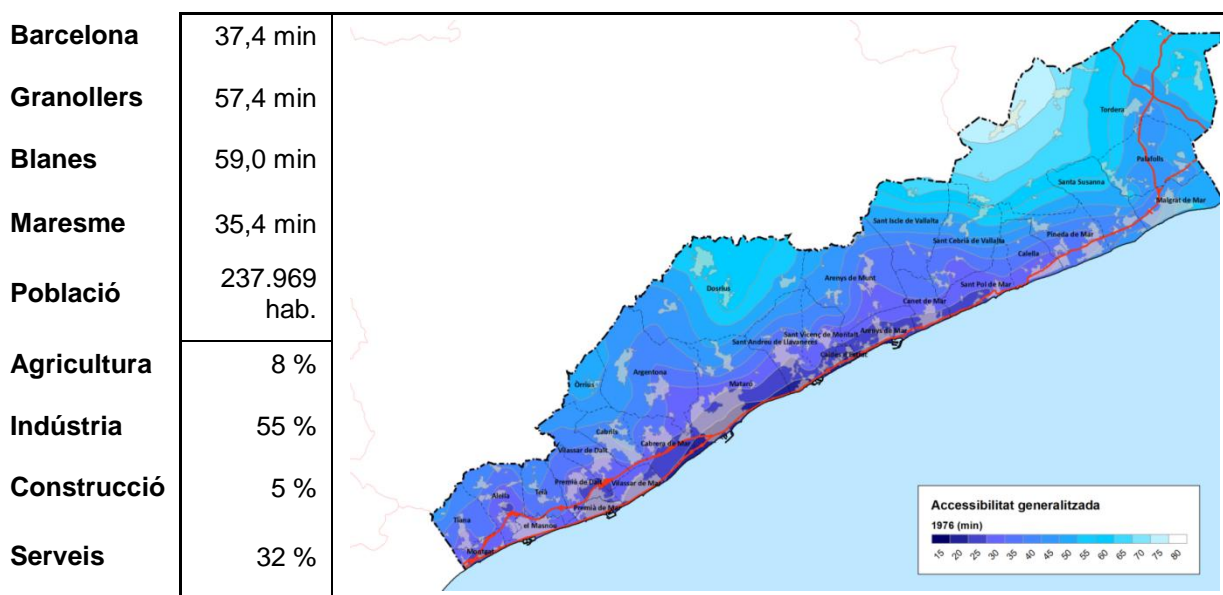 Barcelona 37,4 min
Granollers 57,4 min
Blanes 59,0 min
Maresme 35,4 min
Població 237.969
hab.
Agricultura 8 %
Indústria 55 %
Construcció 5 %
Serveis 32 %
Tordera
Palafolls
Santa Susanna
Malgrat de Mar
Sant Iscle de Vallalta
Pineda de Mar
Sant Cebrià de Vallalta
Calella
Dosrius
Arenys de Munt
Sant Pol de Mar
Canet de Mar
Sant Vicenç de Montalt
Arenys de Mar
Sant Andreu de Llavaneres
Argentona
Mataró
Òrrius
Cabrils
Cabrera de Mar
Vilassar de Dalt
Premià de Dalt
Vilassar de Mar
Teià
Alella
Premià de Mar
Tiana
el Masnou
Montgat
Accessibilitat generalitzada
1976 (min)
15 20 25 30 35 40 45 50 55 60 65 70 75 80